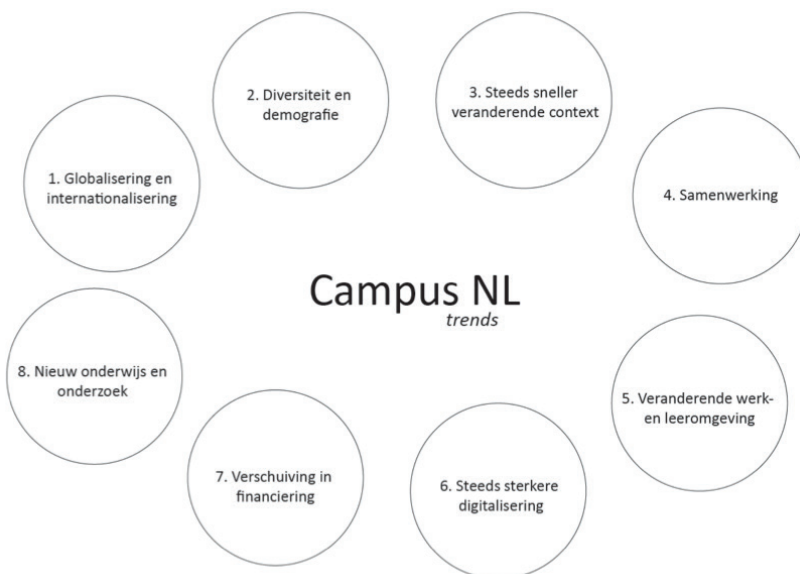 2. Diversiteit en
demografie
3. Steeds sneller
veranderende context
1. Globalisering en
internationalisering
4. Samenwerking
Campus NL
trends
8. Nieuw onderwijs en
onderzoek
5. Veranderende werk-
en leeromgeving
7. Verschuiving in
financiering
6. Steeds sterkere
digitalisering